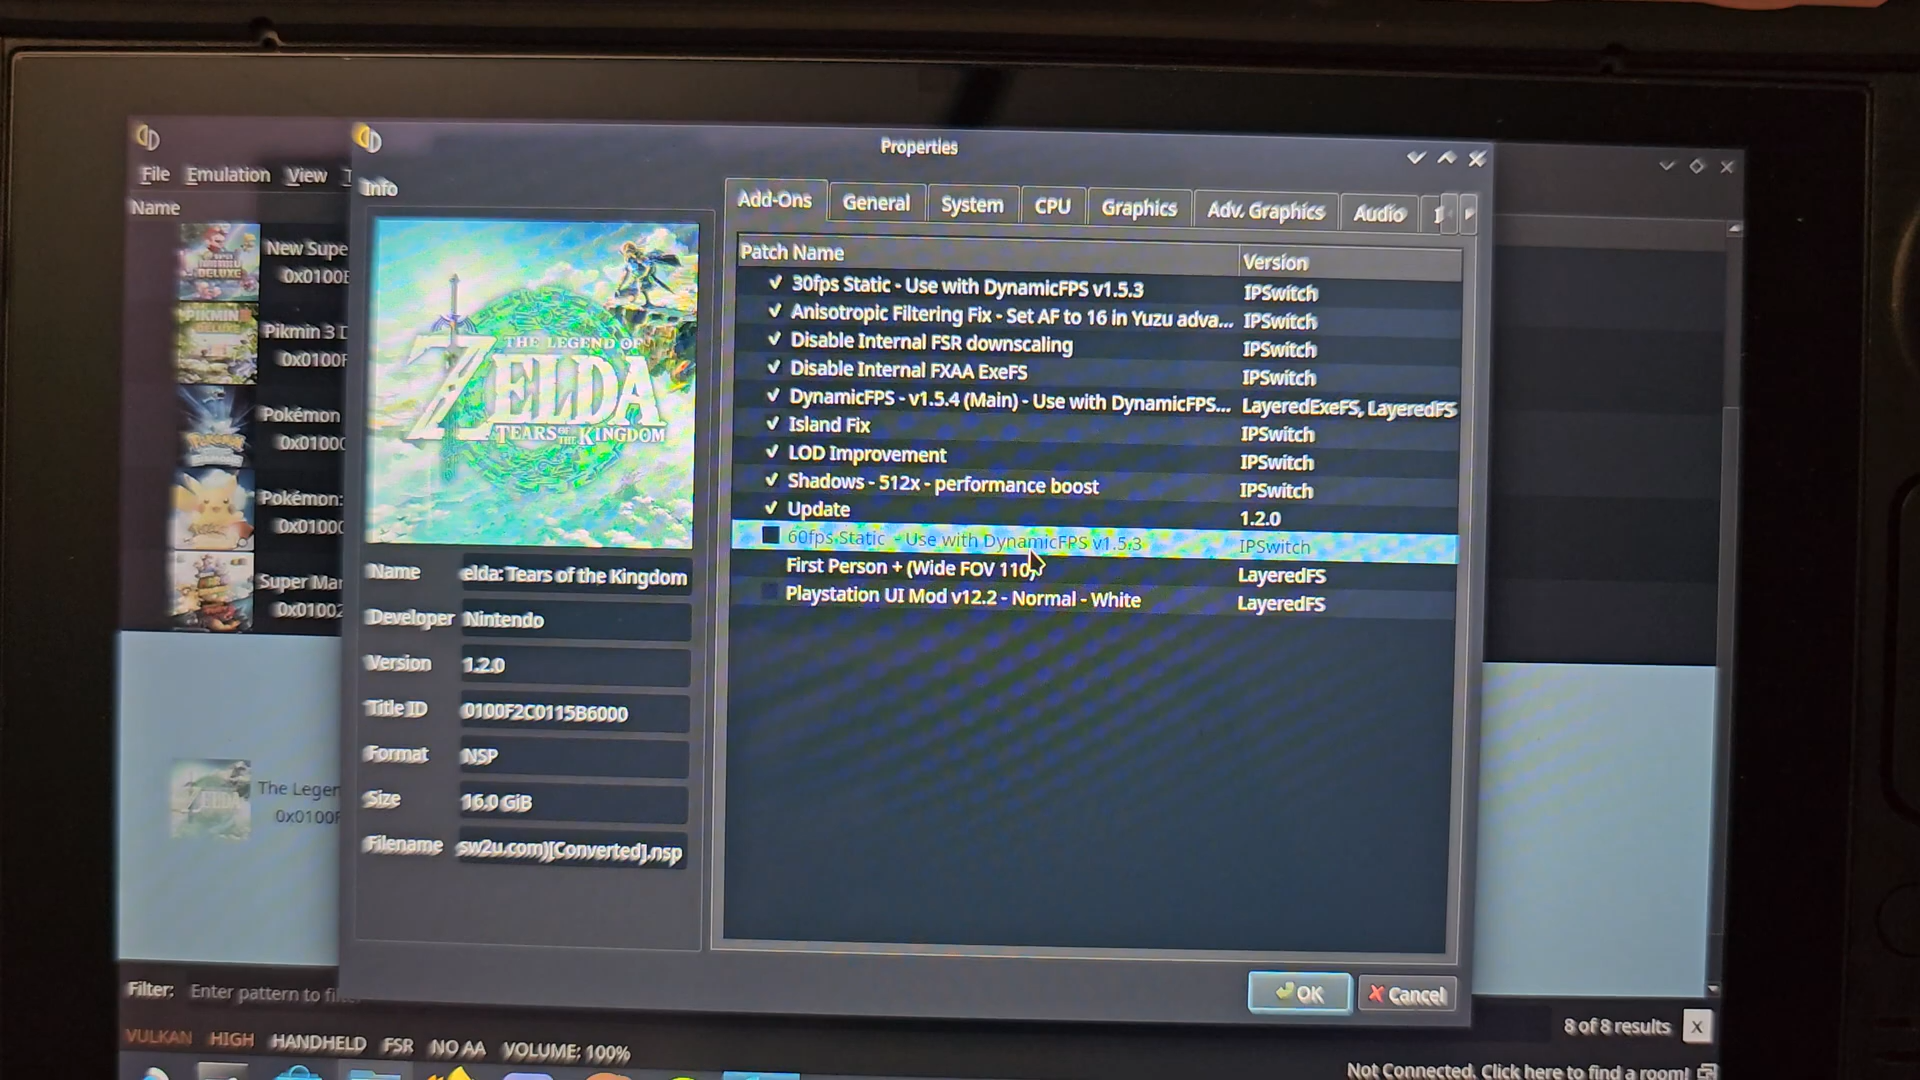 Properties
File Emulation View
Info
Add-Ons General System CPU Graphics Adv. Graphics Audio
Name
Patch Name Version
30fps Static - Use with DynamicFPS v1.5.3 IPSwitch
Anisotropic Filtering Fix - Set AF to 16 in Yuzu adva... IPSwitch
Disable Internal FSR downscaling IPSwitch
Disable Internal FXAA ExeFS IPSwitch
DynamicFPS - v1.5.4 (Main) - Use with DynamicFPS... LayeredExeFS, LayeredFS
Island Fix IPSwitch
LOD Improvement IPSwitch
Shadows - 512x - performance boost IPSwitch
Update 1.2.0
60fps Static - Use with DynamicFPS v1.5.3 IPSwitch
First Person + (Wide FOV 110) LayeredFS
Playstation UI Mod v12.2 - Normal - White LayeredFS
New Supe
0x0100E
DELUXE
PIKMIN
DELUXE
Pikmin 3 D
0x0100F
Pokémon
0x01000
Pokémon:
0x01000
Super Mar
0x01002
The Legen
0x0100F
ZELDA
THE LEGEND OF
ZELDA
TEARS OF THE KINGDOM
Name elda: Tears of the Kingdom
Developer Nintendo
Version 1.2.0
Title ID 0100F2C0115B6000
Format NSP
Size 16.0 GiB
Filename sw2u.com)[Converted].nsp
OK Cancel
Filter: Enter pattern to fil
8 of 8 results X
VULKAN HIGH HANDHELD FSR NO AA VOLUME: 100%
Not Connected. Click here to find a room!